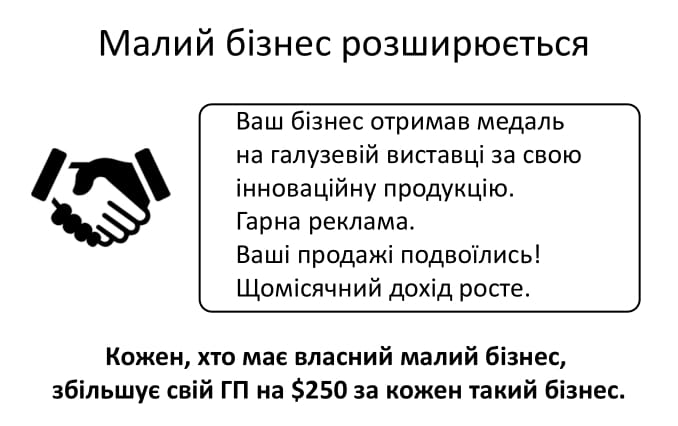 Малий бізнес розширюється
Ваш бізнес отримав медаль
на галузевій виставці за свою
інноваційну продукцію.
Гарна реклама.
Ваші продажі подвоїлись!
Щомісячний дохід росте.
Кожен, хто має власний малий бізнес,
збільшує свій ГП на $250 за кожен такий бізнес.